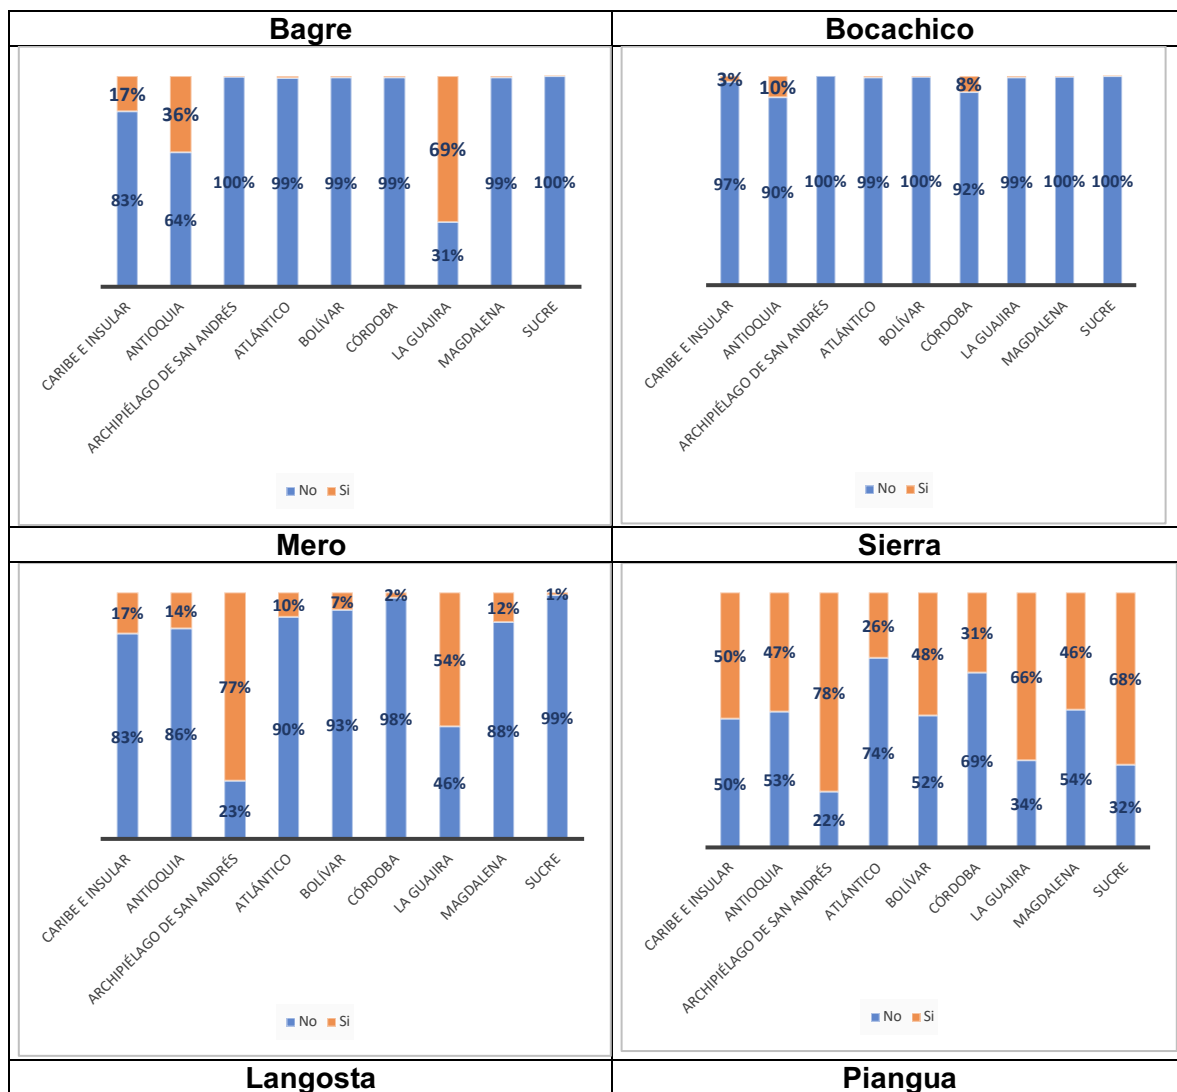 Bagre
Bocachico
17%
36%
69%
83%
64%
100%
99%
99%
99%
31%
99%
100%
CARIBE E INSULAR
ANTIOQUIA
ARCHIPIÉLAGO DE SAN ANDRÉS
ATLÁNTICO
BOLÍVAR
CÓRDOBA
LA GUAJIRA
MAGDALENA
SUCRE
No Si
3%
10%
8%
97%
90%
100%
99%
100%
92%
99%
100%
100%
CARIBE E INSULAR
ANTIOQUIA
ARCHIPIÉLAGO DE SAN ANDRÉS
ATLÁNTICO
BOLÍVAR
CÓRDOBA
LA GUAJIRA
MAGDALENA
SUCRE
No Si
Mero
Sierra
17%
14%
77%
10%
7%
2%
54%
12%
1%
83%
86%
23%
90%
93%
98%
46%
88%
99%
CARIBE E INSULAR
ANTIOQUIA
ARCHIPIÉLAGO DE SAN ANDRÉS
ATLÁNTICO
BOLÍVAR
CÓRDOBA
LA GUAJIRA
MAGDALENA
SUCRE
No Si
50%
47%
78%
26%
48%
31%
66%
46%
68%
50%
53%
22%
74%
52%
69%
34%
54%
32%
CARIBE E INSULAR
ANTIOQUIA
ARCHIPIÉLAGO DE SAN ANDRÉS
ATLÁNTICO
BOLÍVAR
CÓRDOBA
LA GUAJIRA
MAGDALENA
SUCRE
No Si
Langosta
Piangua